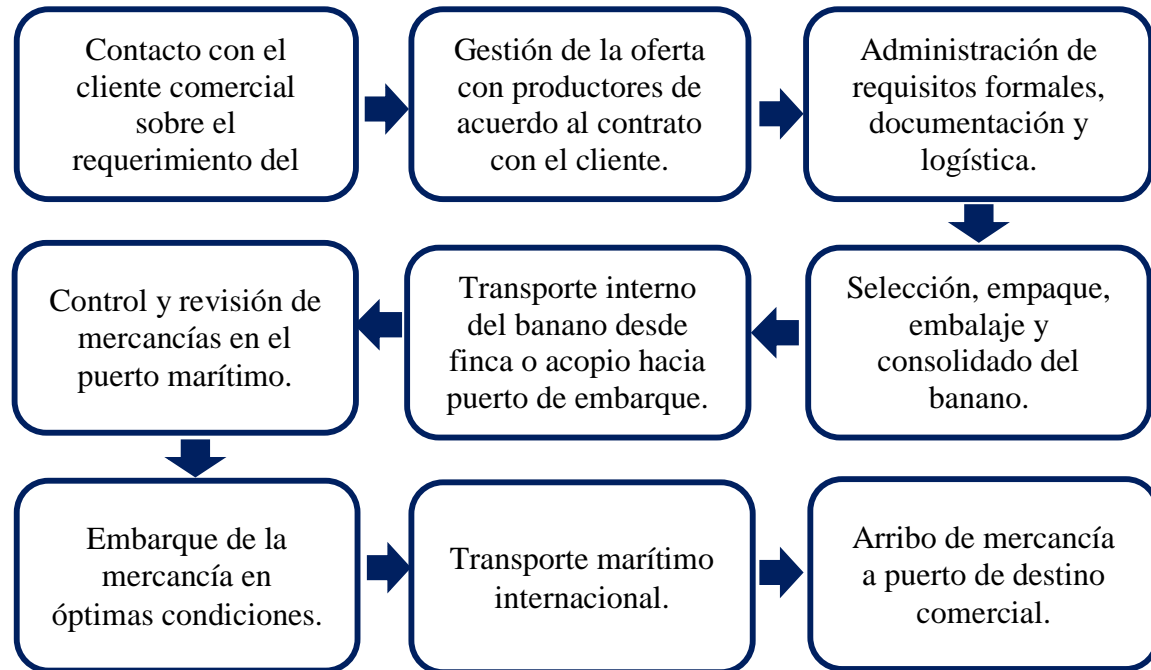 Contacto con el
cliente comercial
sobre el
requerimiento del
Gestión de la oferta
con productores de
acuerdo al contrato
con el cliente.
Administración de
requisitos formales,
documentación y
logística.
Selección, empaque,
embalaje y
consolidado del
banano.
Transporte interno
del banano desde
finca o acopio hacia
puerto de embarque.
Control y revisión de
mercancías en el
puerto marítimo.
Embarque de la
mercancía en
óptimas condiciones.
Transporte marítimo
internacional.
Arribo de mercancía
a puerto de destino
comercial.